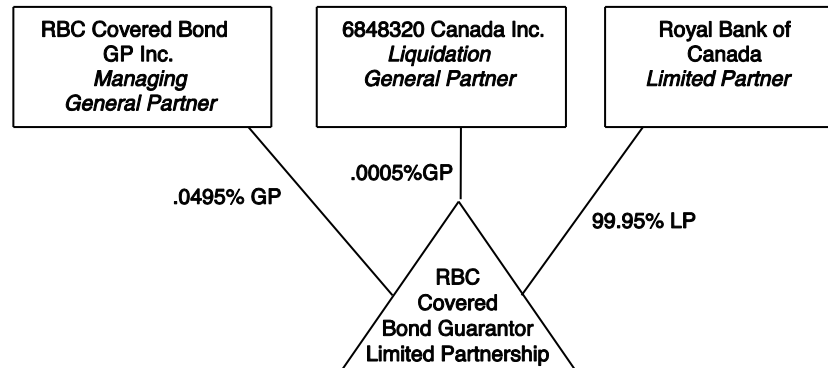 RBC Covered Bond
GP Inc.
Managing
General Partner
6848320 Canada Inc.
Liquidation
General Partner
Royal Bank of
Canada
Limited Partner
.0495% GP
.0005%GP
99.95% LP
RBC
Covered
Bond Guarantor
Limited Partnership